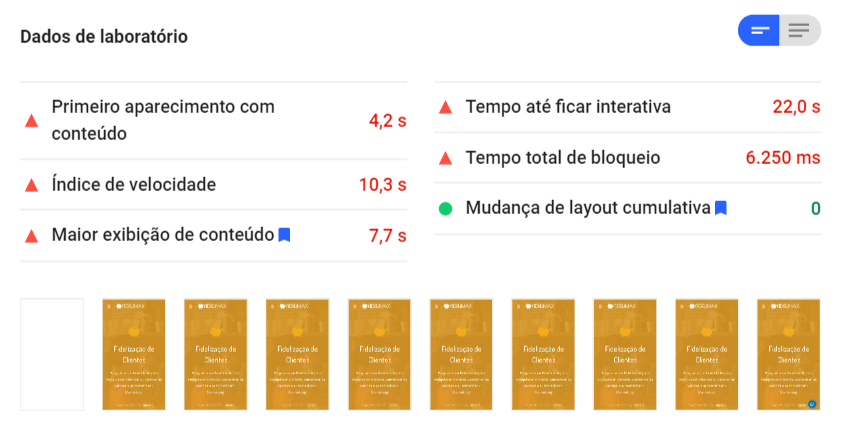 Dados de laboratório
Primeiro aparecimento com
conteúdo
4,2 s
Índice de velocidade
10,3 s
Maior exibição de conteúdo
7,7 s
Tempo até ficar interativa
22,0 s
Tempo total de bloqueio
6.250 ms
Mudança de layout cumulativa
0
Fidelização de
Clientes
Fidelização de
Clientes
Fidelização de
Clientes
Fidelização de
Clientes
Fidelização de
Clientes
Fidelização de
Clientes
Fidelização de
Clientes
Fidelização de
Clientes
Fidelização de
Clientes